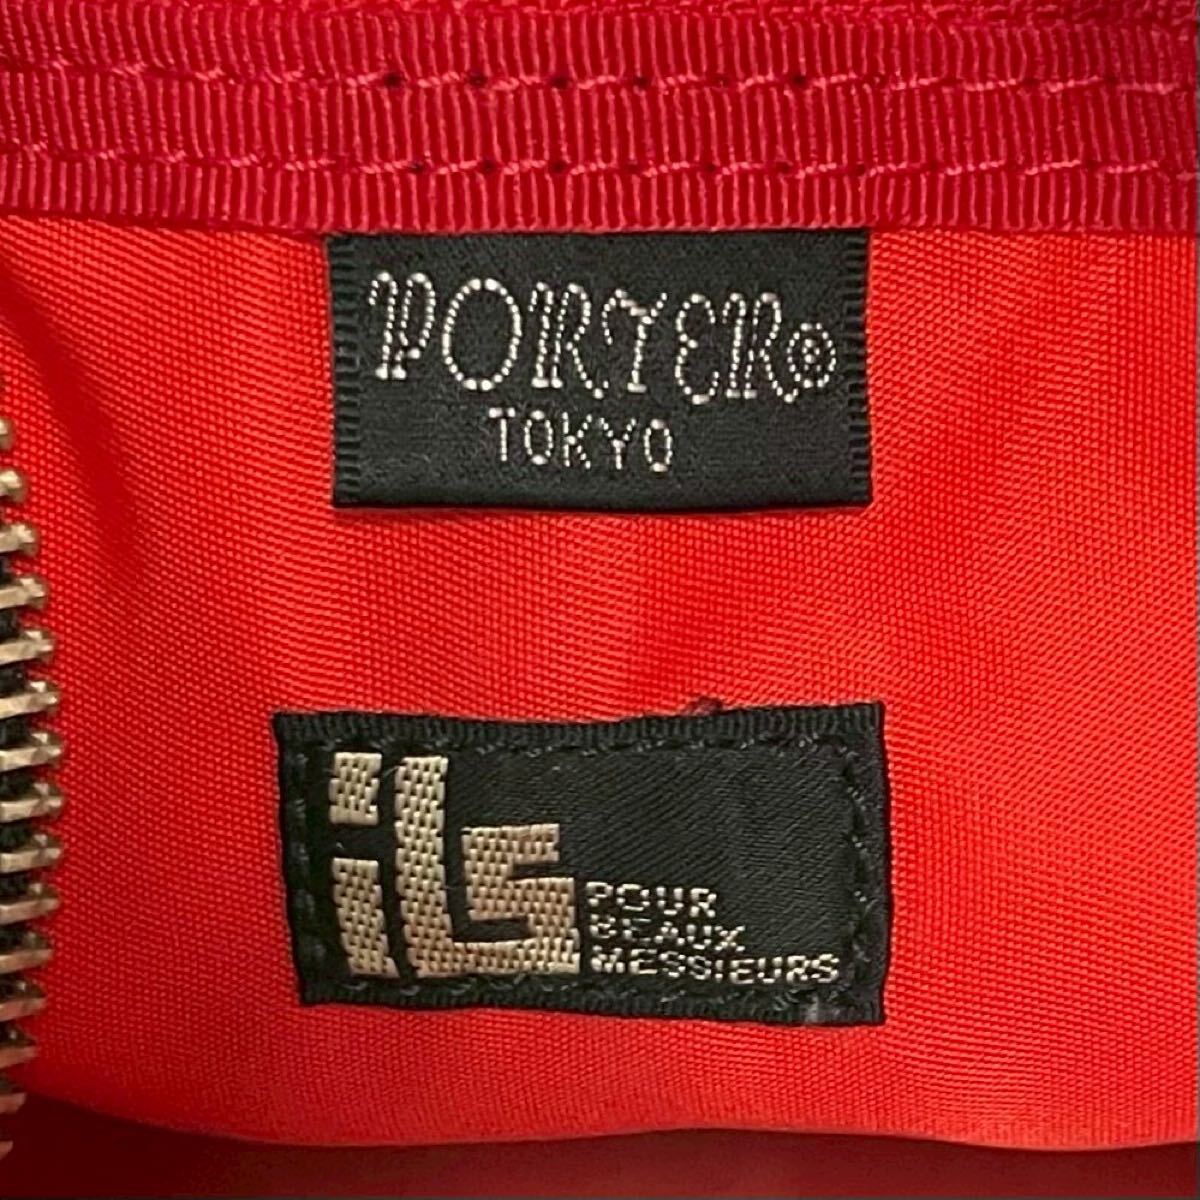 PORTER®
TOKYO
ils
POUR
BEAUX
MESSIEURS